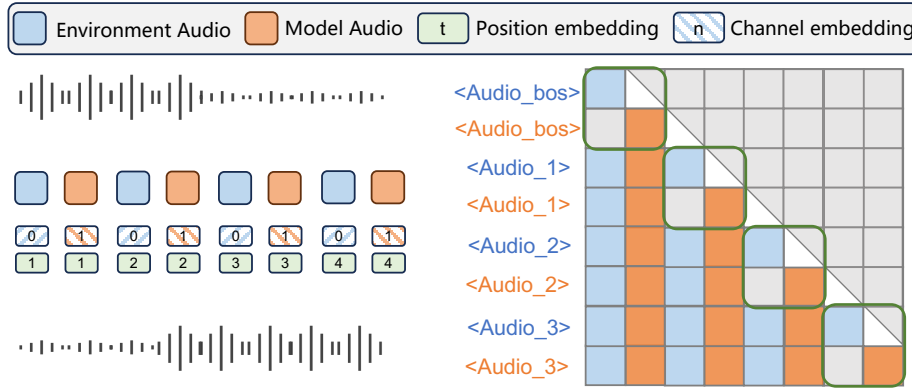 Environment Audio Model Audio t Position embedding n Channel embedding
<Audio_bos>
<Audio_bos>
<Audio_1>
<Audio_1>
<Audio_2>
<Audio_2>
<Audio_3>
<Audio_3>
0 1 0 1 0 1 0 1
1 1 2 2 3 3 4 4